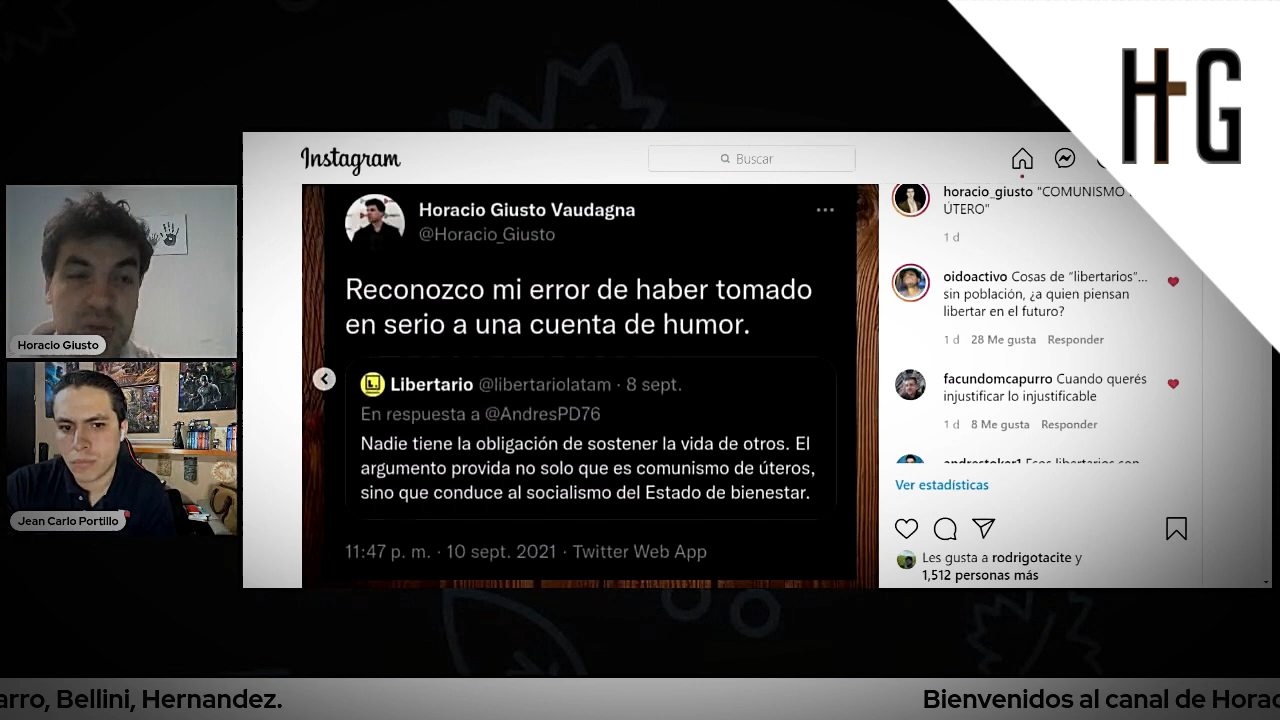 HG
Instagram
Buscar
Horacio Giusto Vaudagna
@Horacio_Giusto
Reconozco mi error de haber tomado
en serio a una cuenta de humor.
Libertario @libertariolatam · 8 sept.
En respuesta a @AndresPD76
Nadie tiene la obligación de sostener la vida de otros. El
argumento provida no solo que es comunismo de úteros,
sino que conduce al socialismo del Estado de bienestar.
11:47 p. m. · 10 sept. 2021 · Twitter Web App
horacio_giusto "COMUNISMO
ÚTERO"
1 d
oidoactivo Cosas de “libertarios”...
sin población, ¿a quien piensan
libertar en el futuro?
1 d 28 Me gusta Responder
facundomcapurro Cuando querés
injustificar lo injustificable
1 d 8 Me gusta Responder
Ver estadísticas
Les gusta a rodrigotacite y
1,512 personas más
Horacio Giusto
Jean Carlo Portillo
arro, Bellini, Hernandez.
Bienvenidos al canal de Horac